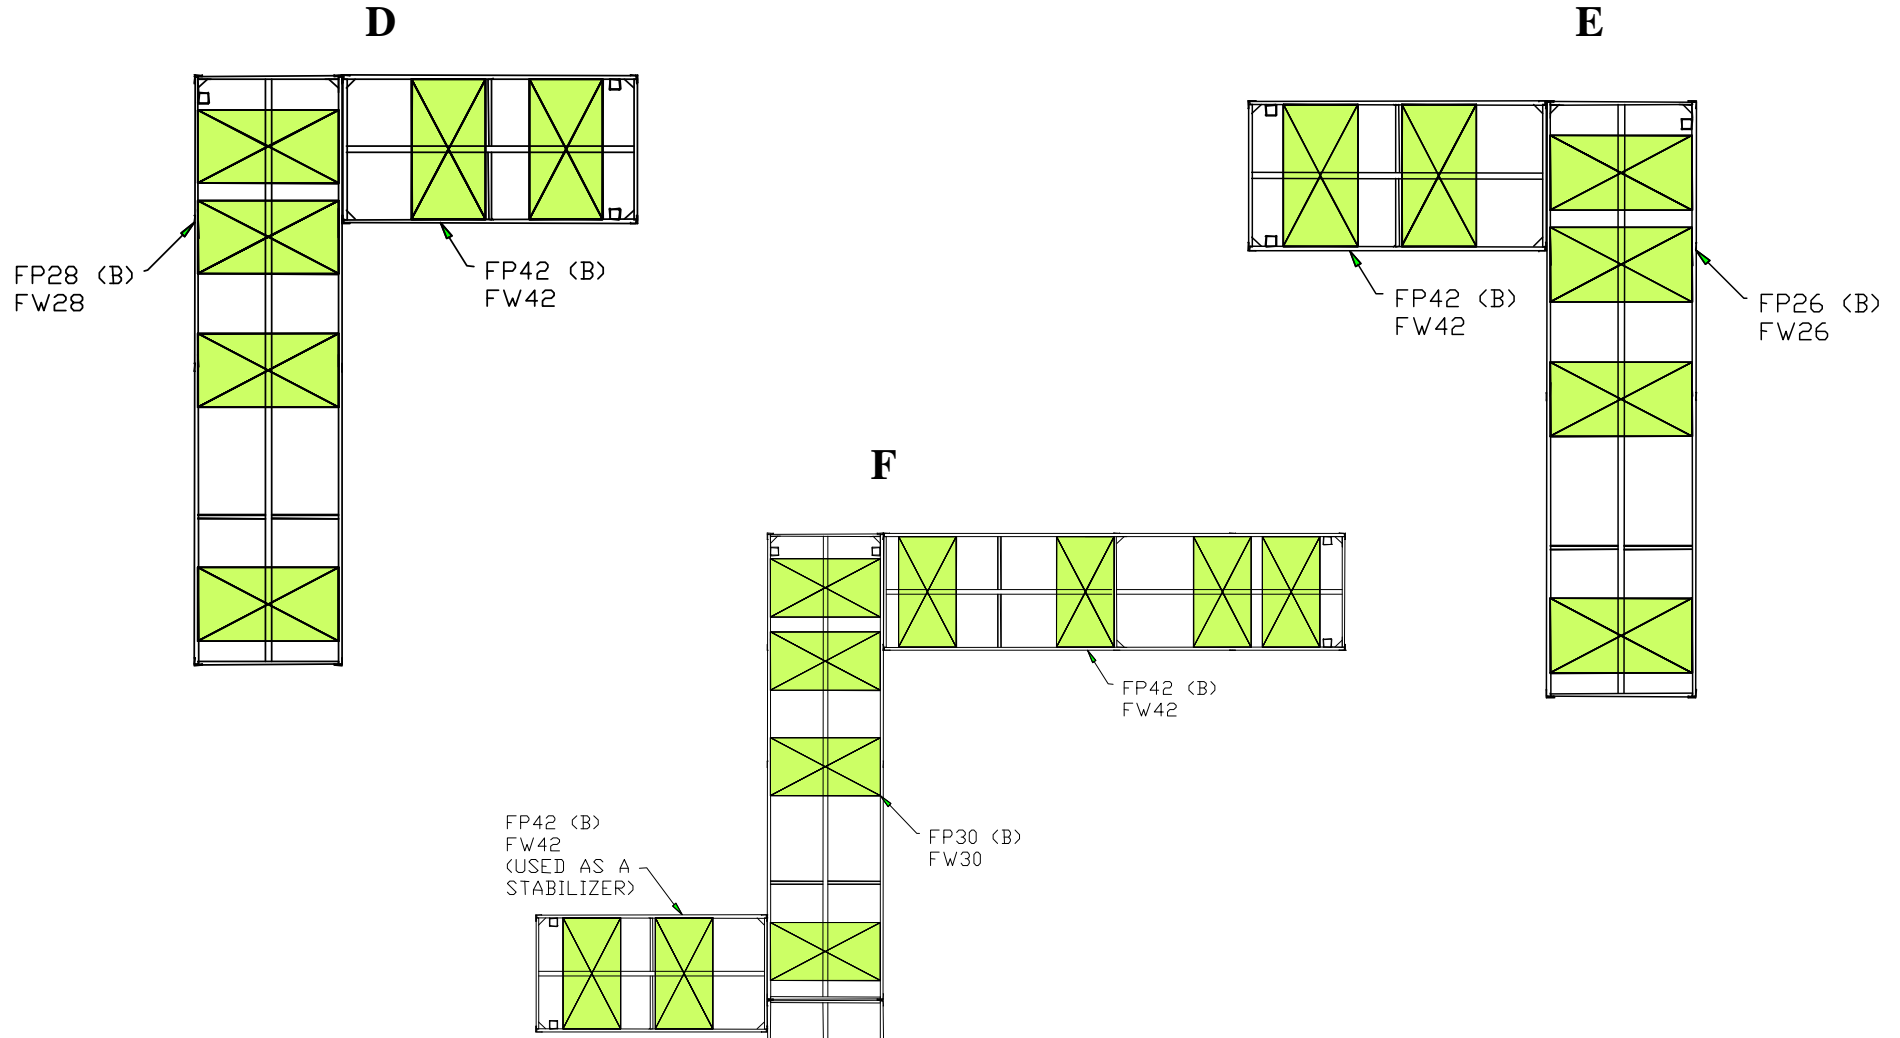 D
E
FP28 (B)
FW28
FP42 (B)
FW42
FP42 (B)
FW42
FP26 (B)
FW26
F
FP42 (B)
FW42
FP42 (B)
FW42
(USED AS A
STABILIZER)
FP30 (B)
FW30